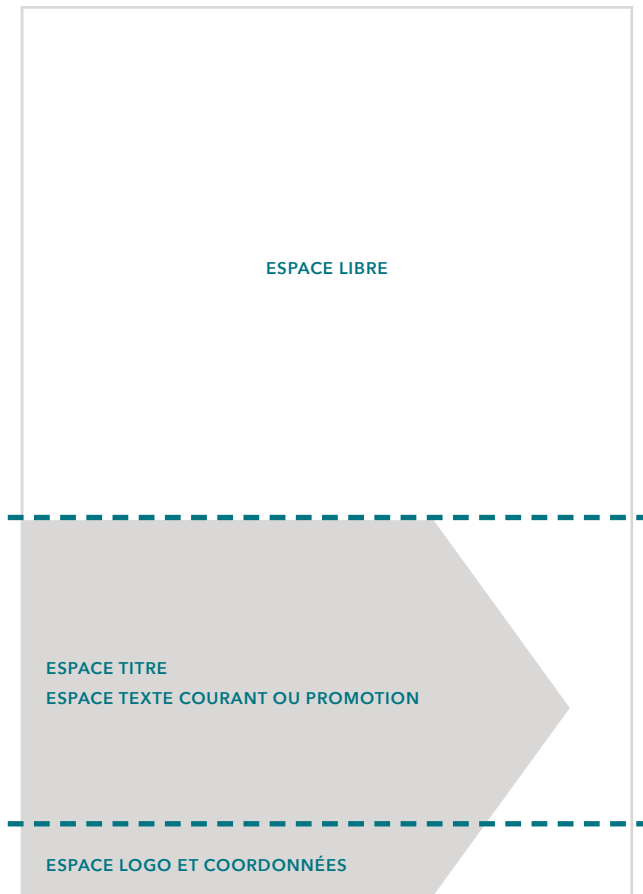 ESPACE LIBRE
ESPACE TITRE
ESPACE TEXTE COURANT OU PROMOTION
ESPACE LOGO ET COORDONNÉES